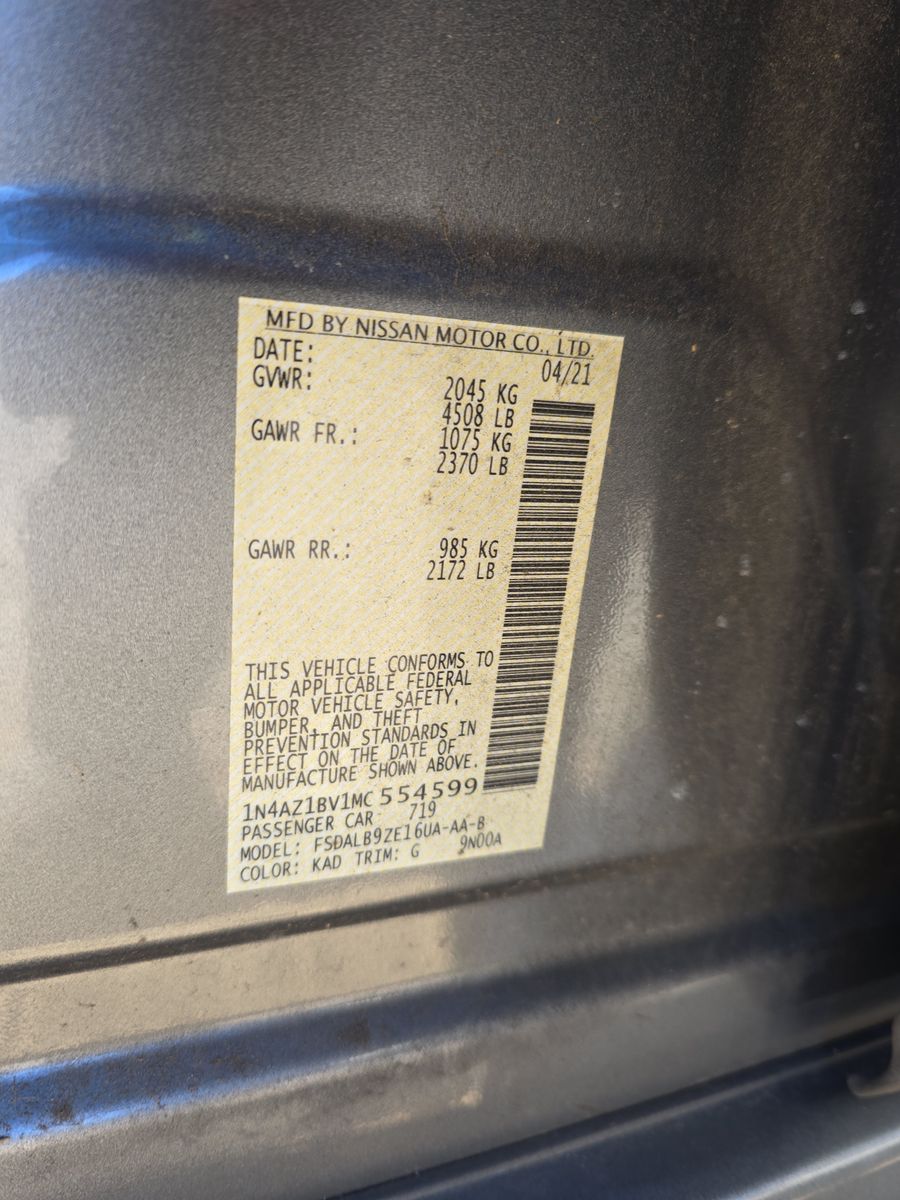 MFD BY NISSAN MOTOR CO., LTD.
DATE: 04/21
GVWR: 2045 KG
4508 LB
GAWR FR.: 1075 KG
2370 LB
GAWR RR.: 985 KG
2172 LB
THIS VEHICLE CONFORMS TO
ALL APPLICABLE FEDERAL
MOTOR VEHICLE SAFETY,
BUMPER, AND THEFT
PREVENTION STANDARDS IN
EFFECT ON THE DATE OF
MANUFACTURE SHOWN ABOVE.
1N4AZ1BV1MC 554599
PASSENGER CAR 719
MODEL: FSDALB9ZE16UA-AA-B
COLOR: KAD TRIM: G 9N00A